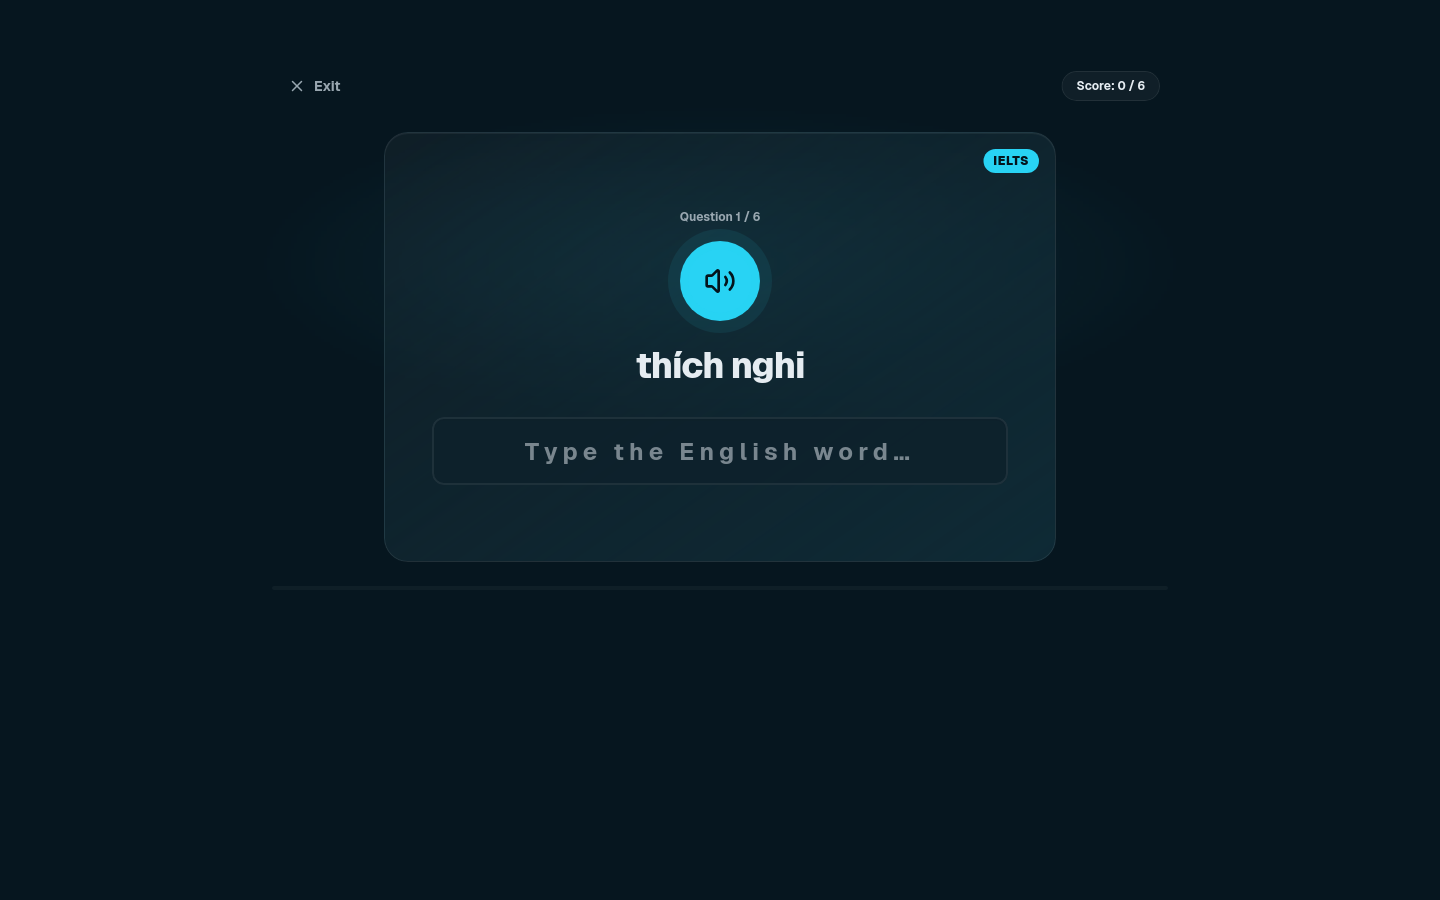 Exit
Score: 0 / 6
IELTS
Question 1 / 6
thích nghi
Type the English word…